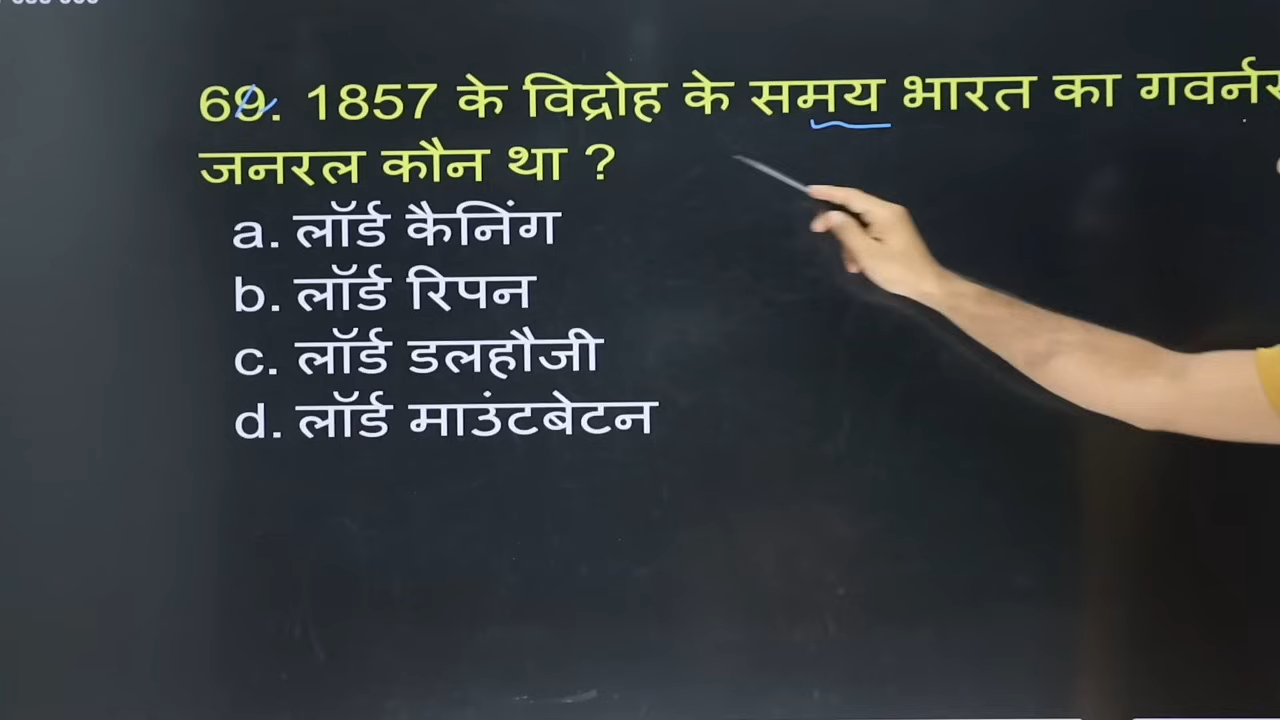 69. 1857 के विद्रोह के समय भारत का गवर्नर
जनरल कौन था ?
a. लॉर्ड कैनिंग
b. लॉर्ड रिपन
c. लॉर्ड डलहौजी
d. लॉर्ड माउंटबेटन